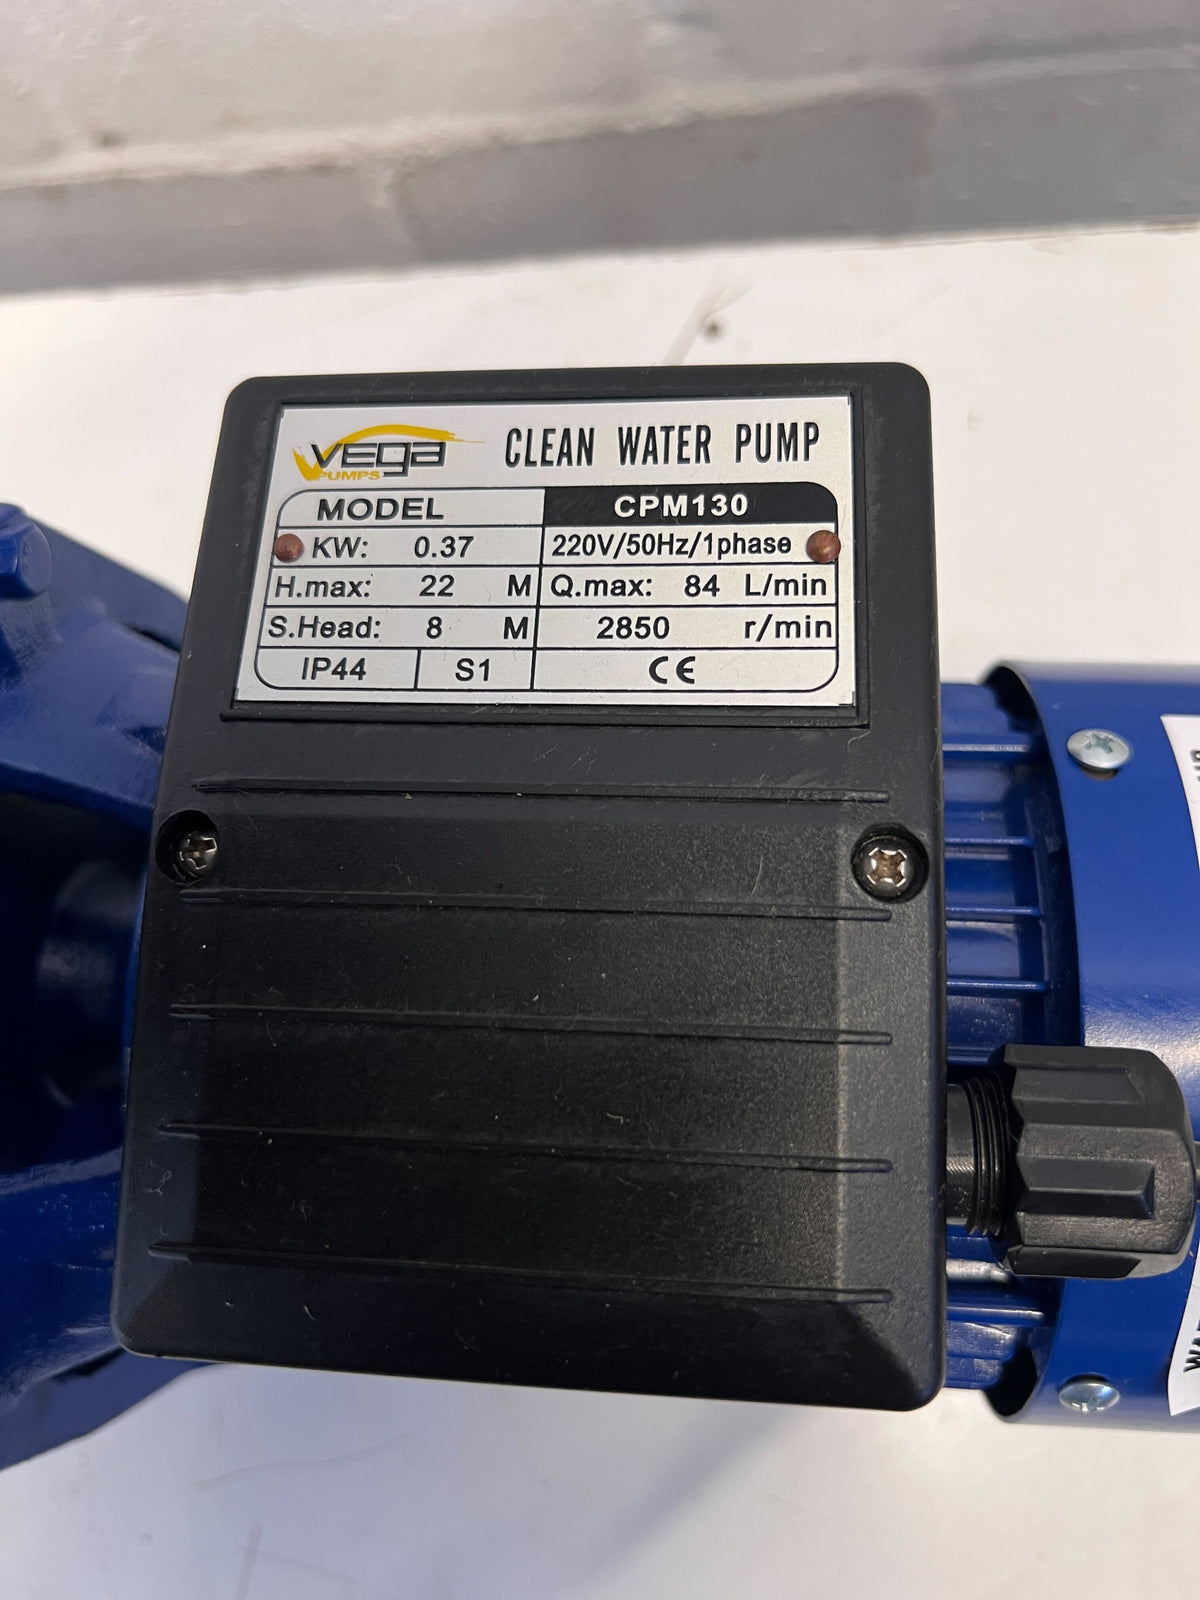 vega PUMPS CLEAN WATER PUMP
MODEL CPM130
KW: 0.37 220V/50Hz/1phase
H.max: 22 M Q.max: 84 L/min
S.Head: 8 M 2850 r/min
IP44 S1 CE